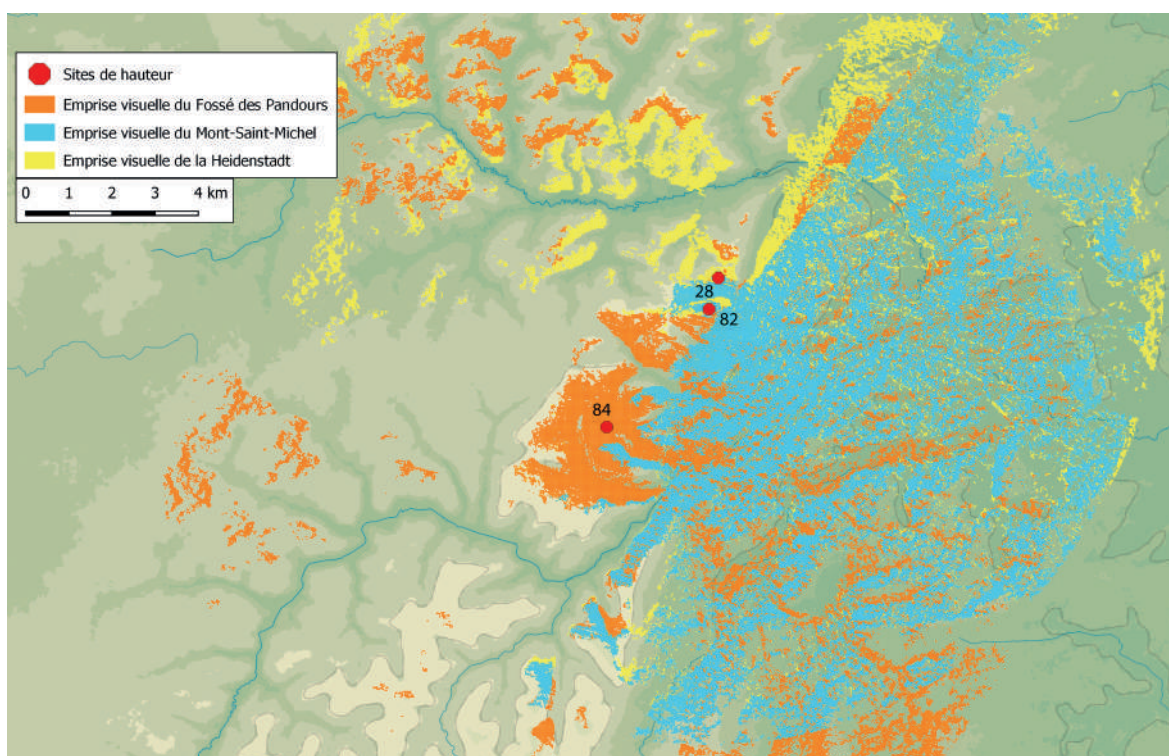 Sites de hauteur
Emprise visuelle du Fossé des Pandours
Emprise visuelle du Mont-Saint-Michel
Emprise visuelle de la Heidenstadt
0 1 2 3 4 km
28
82
84